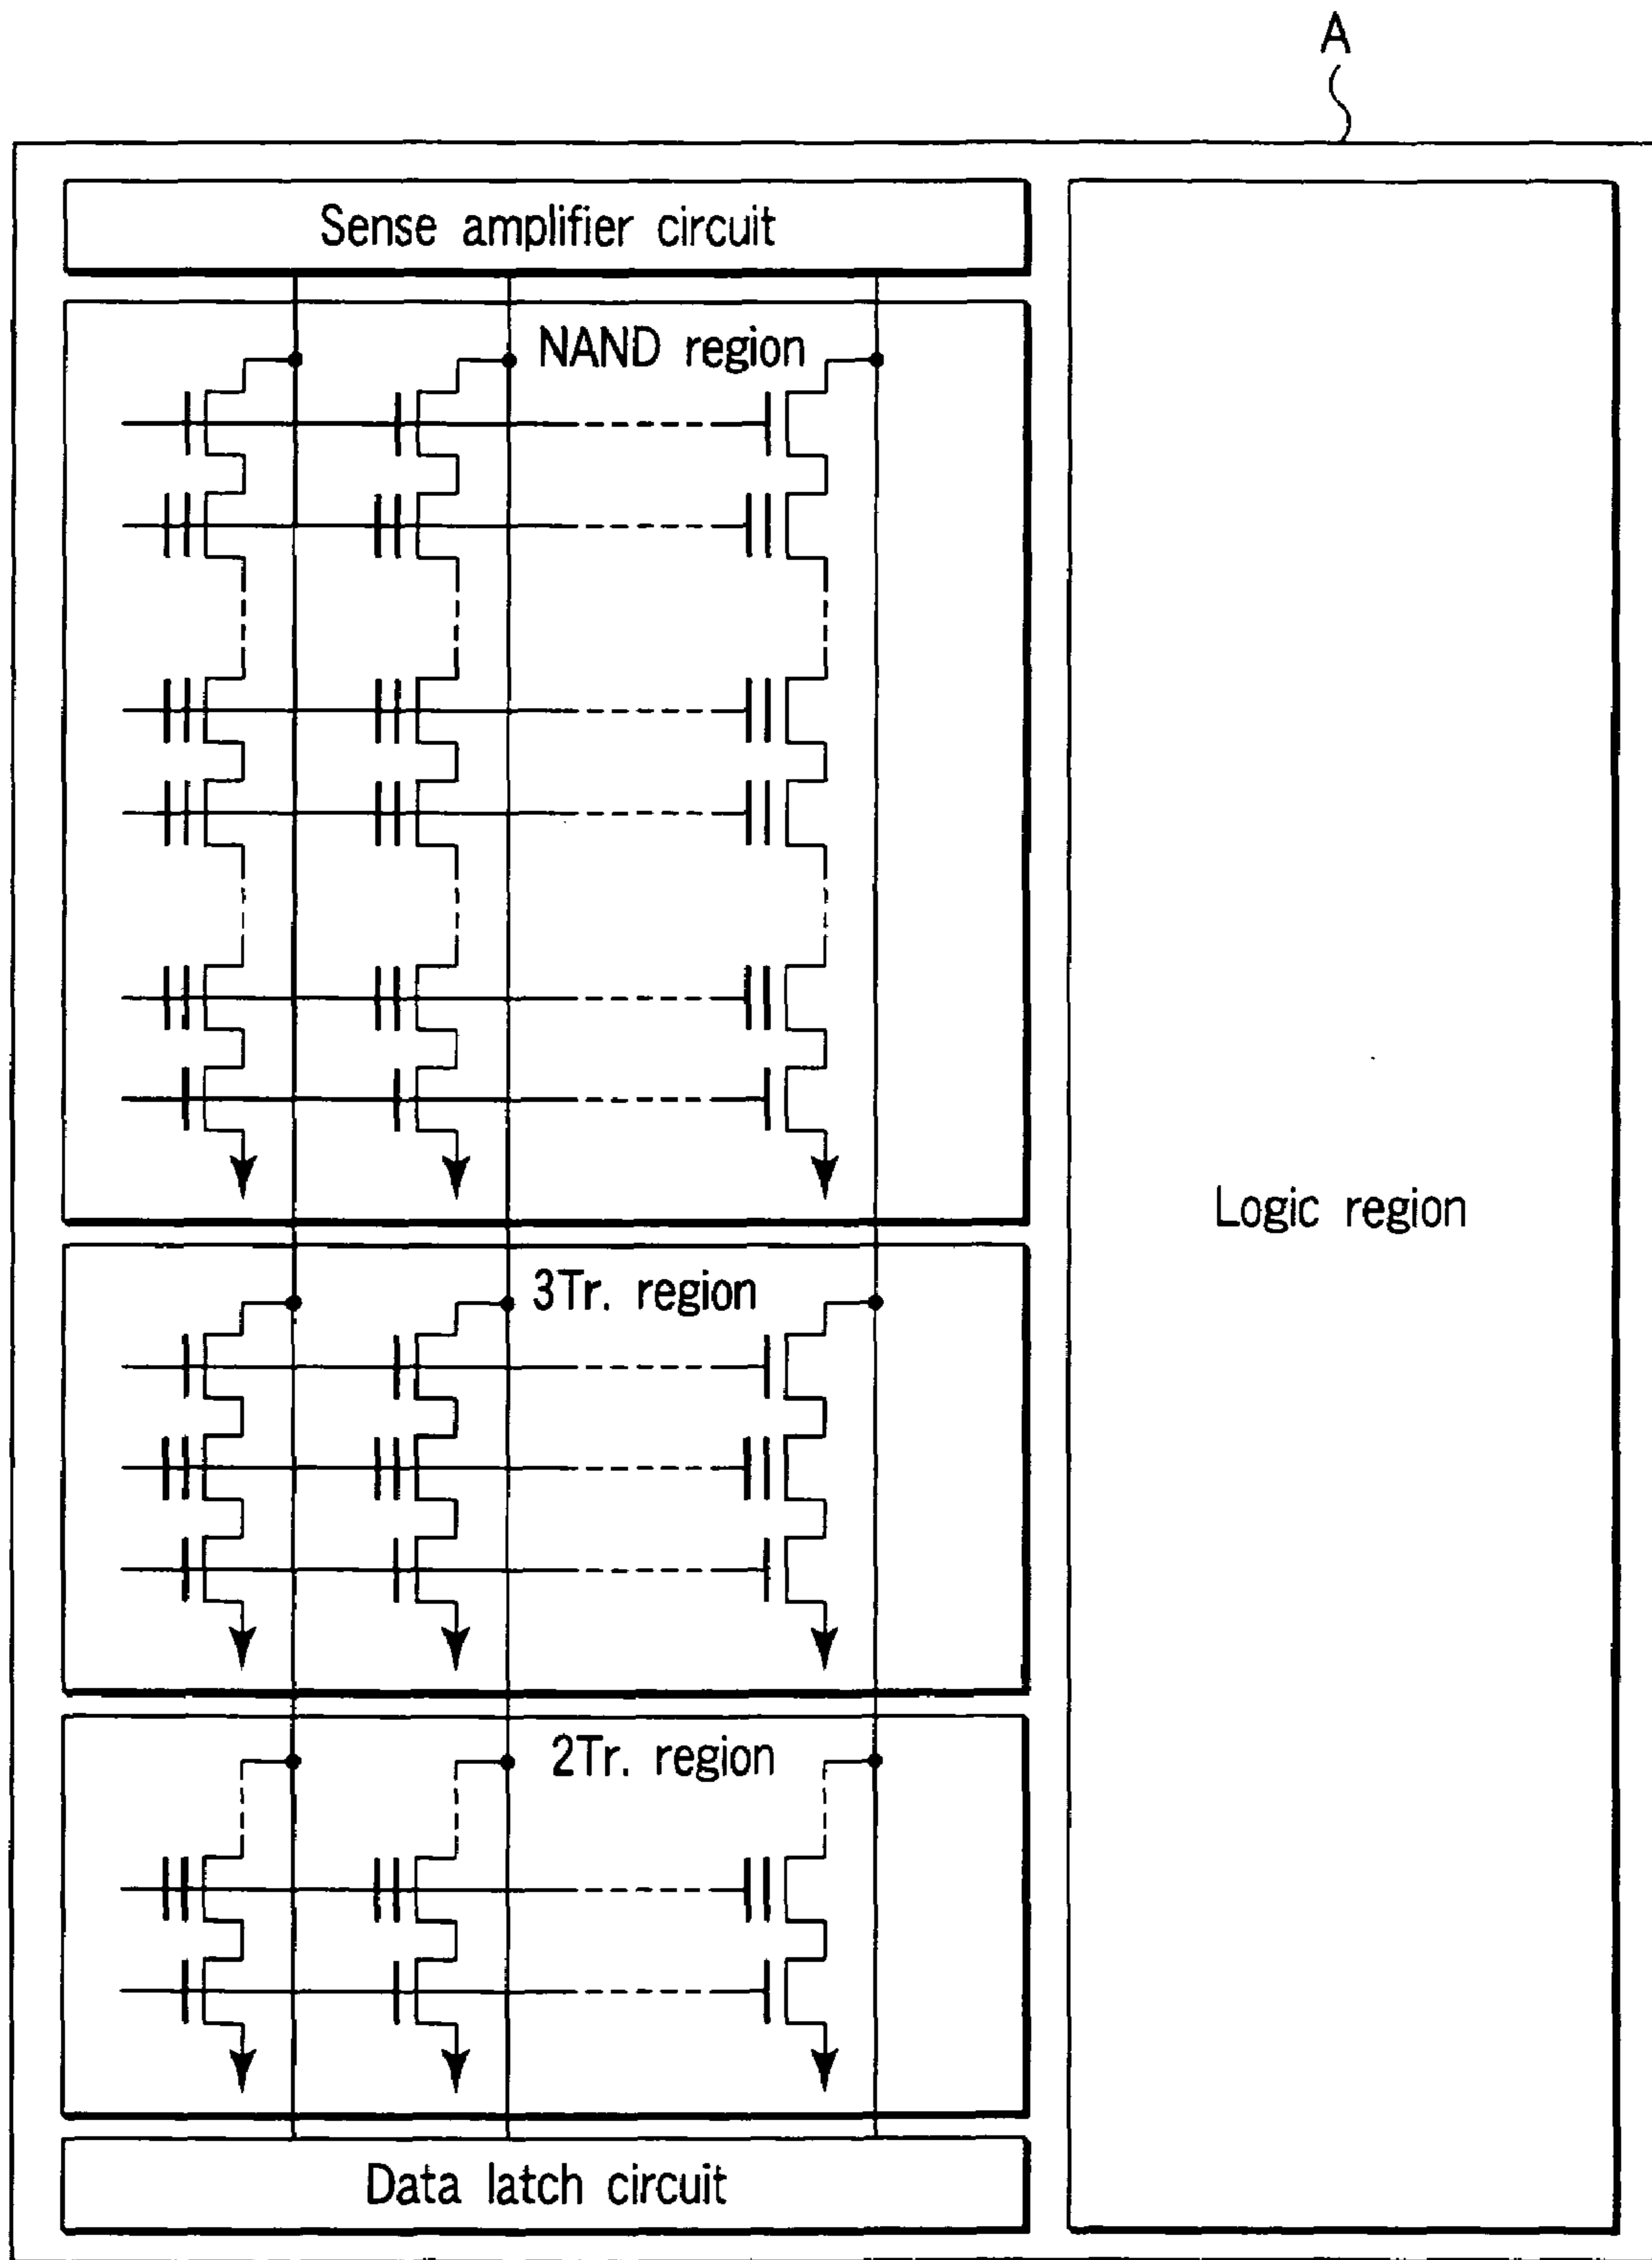 A
Sense amplifier circuit
NAND region
Logic region
3Tr. region
2Tr. region
Data latch circuit